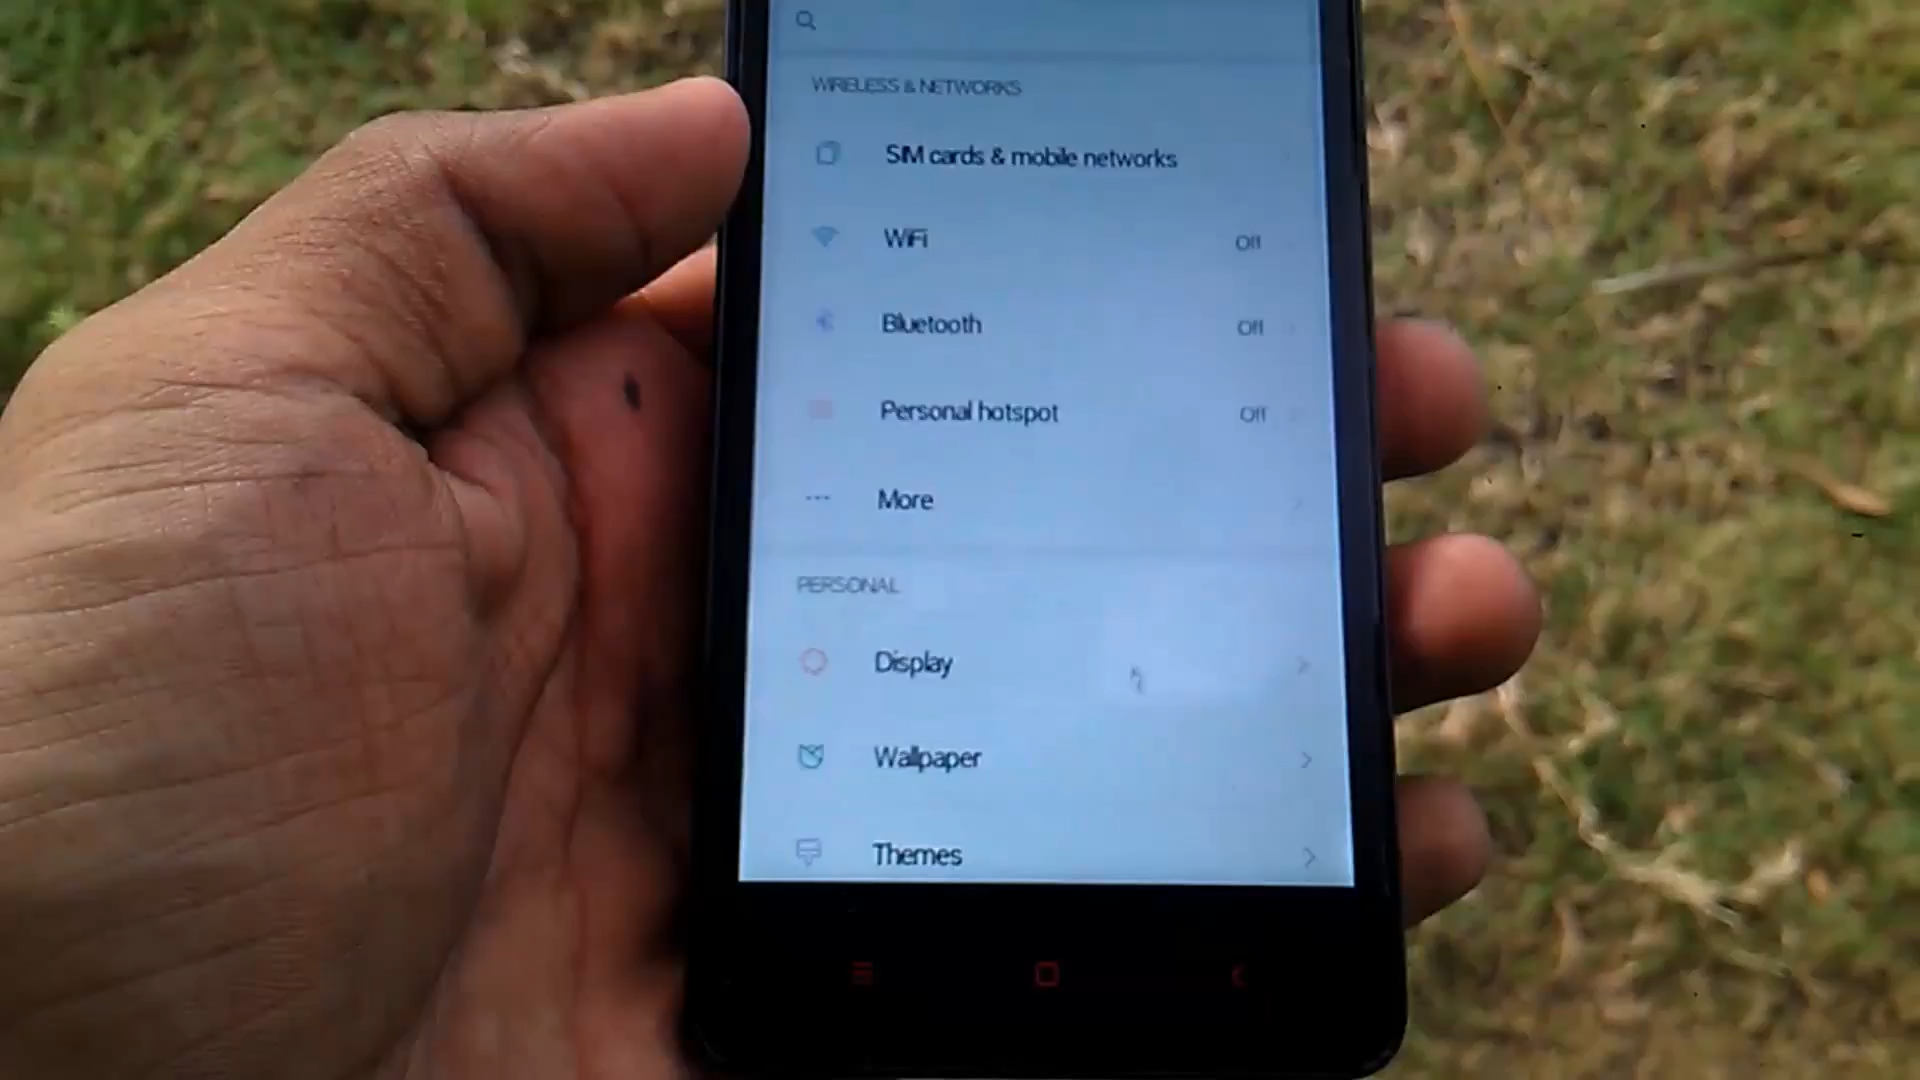 WIRELESS & NETWORKS
SIM cards & mobile networks
WiFi Off
Bluetooth Off
Personal hotspot Off
More
PERSONAL
Display
Wallpaper
Themes